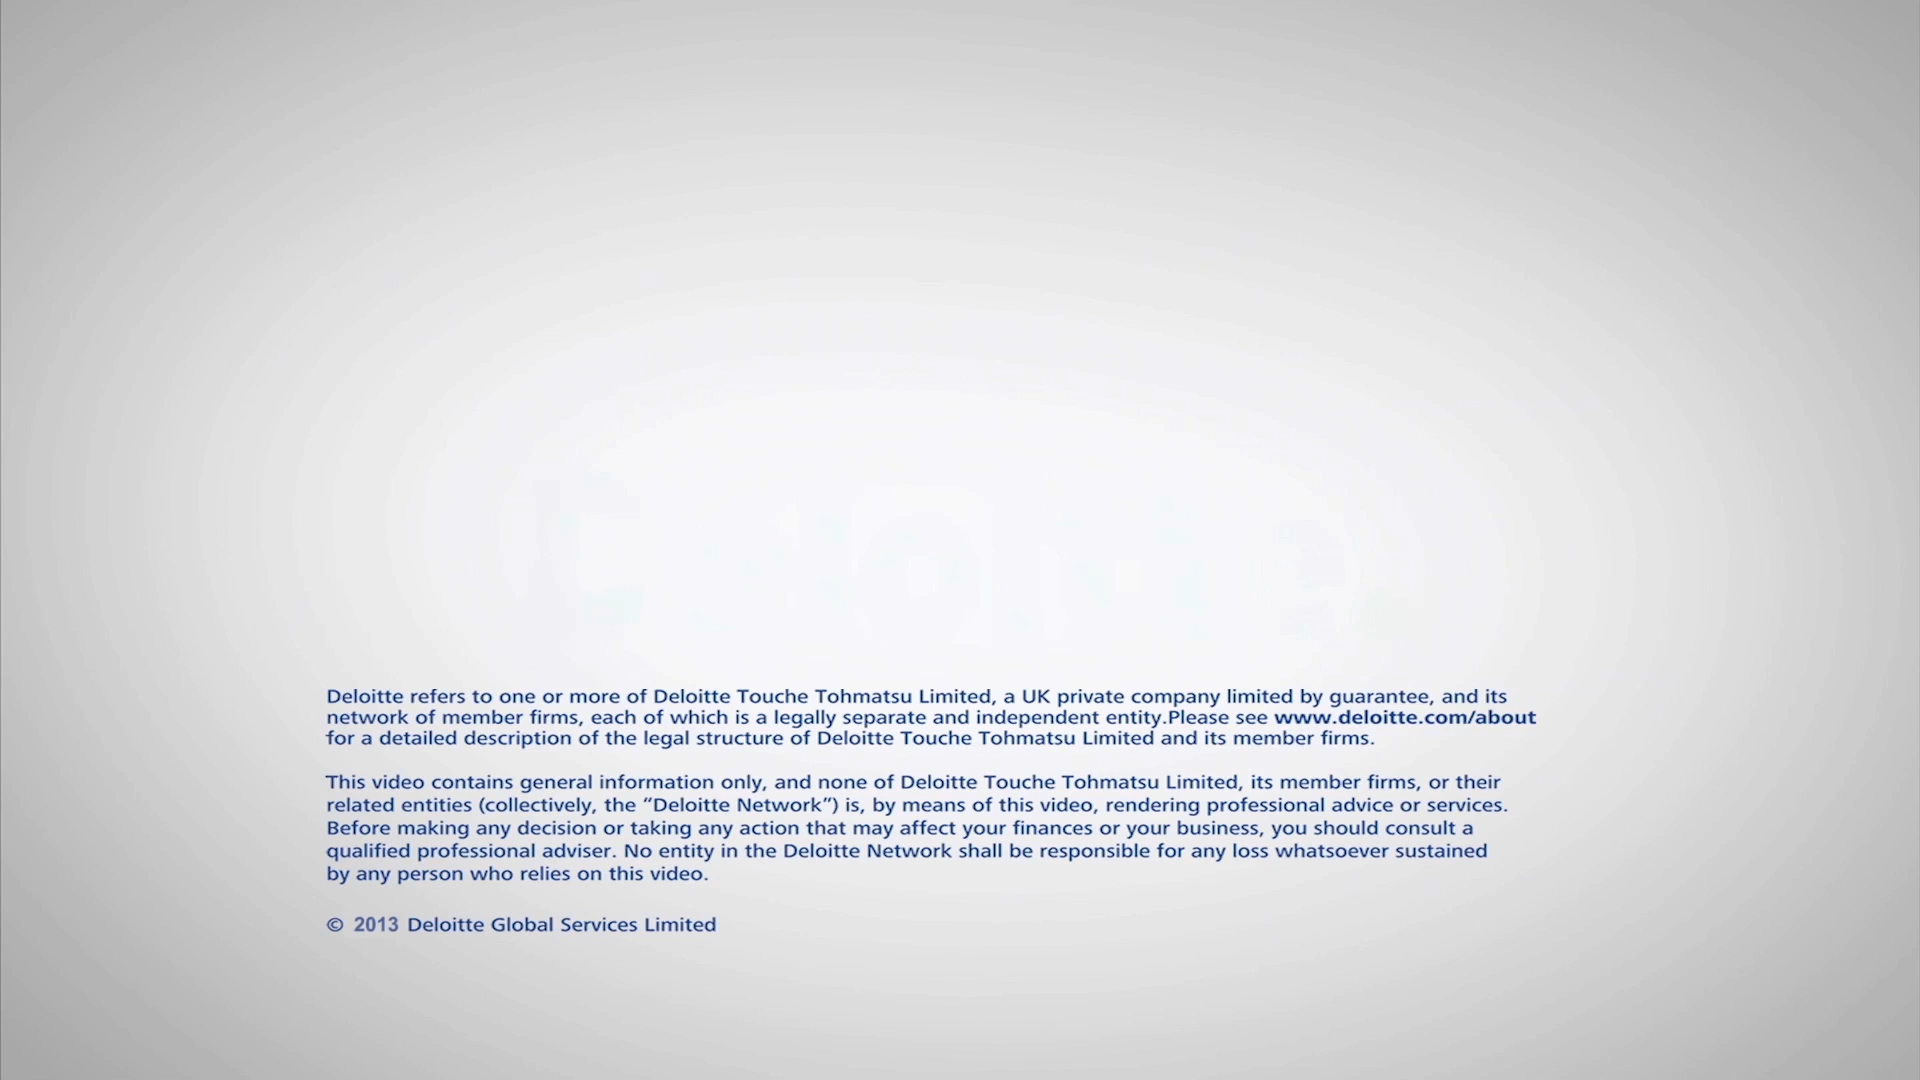 Deloitte refers to one or more of Deloitte Touche Tohmatsu Limited, a UK private company limited by guarantee, and its
network of member firms, each of which is a legally separate and independent entity.Please see www.deloitte.com/about
for a detailed description of the legal structure of Deloitte Touche Tohmatsu Limited and its member firms.
This video contains general information only, and none of Deloitte Touche Tohmatsu Limited, its member firms, or their
related entities (collectively, the “Deloitte Network”) is, by means of this video, rendering professional advice or services.
Before making any decision or taking any action that may affect your finances or your business, you should consult a
qualified professional adviser. No entity in the Deloitte Network shall be responsible for any loss whatsoever sustained
by any person who relies on this video.
© 2013 Deloitte Global Services Limited